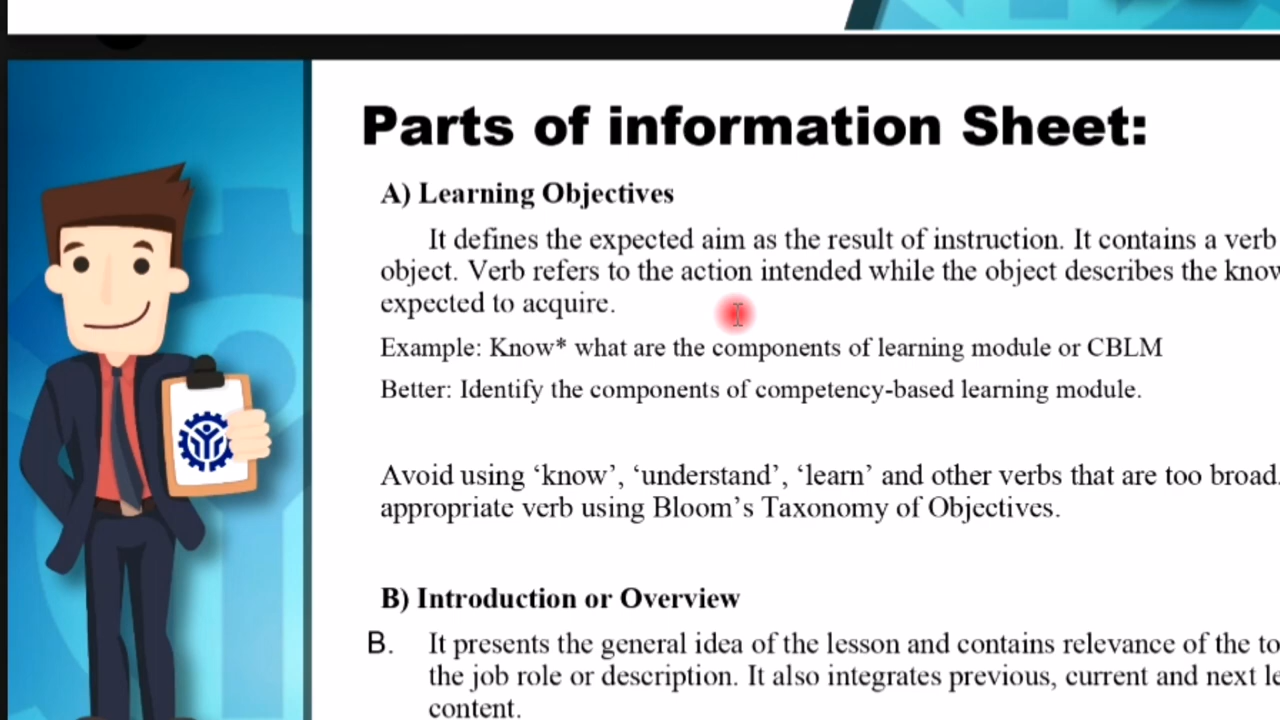 Parts of information Sheet:
A) Learning Objectives
It defines the expected aim as the result of instruction. It contains a verb
object. Verb refers to the action intended while the object describes the
expected to acquire.
Example: Know* what are the components of learning module or CBLM
Better: Identify the components of competency-based learning module.
Avoid using ‘know’, ‘understand’, ‘learn’ and other verbs that are too broad.
appropriate verb using Bloom’s Taxonomy of Objectives.
B) Introduction or Overview
B. It presents the general idea of the lesson and contains relevance of the
the job role or description. It also integrates previous, current and next
content.